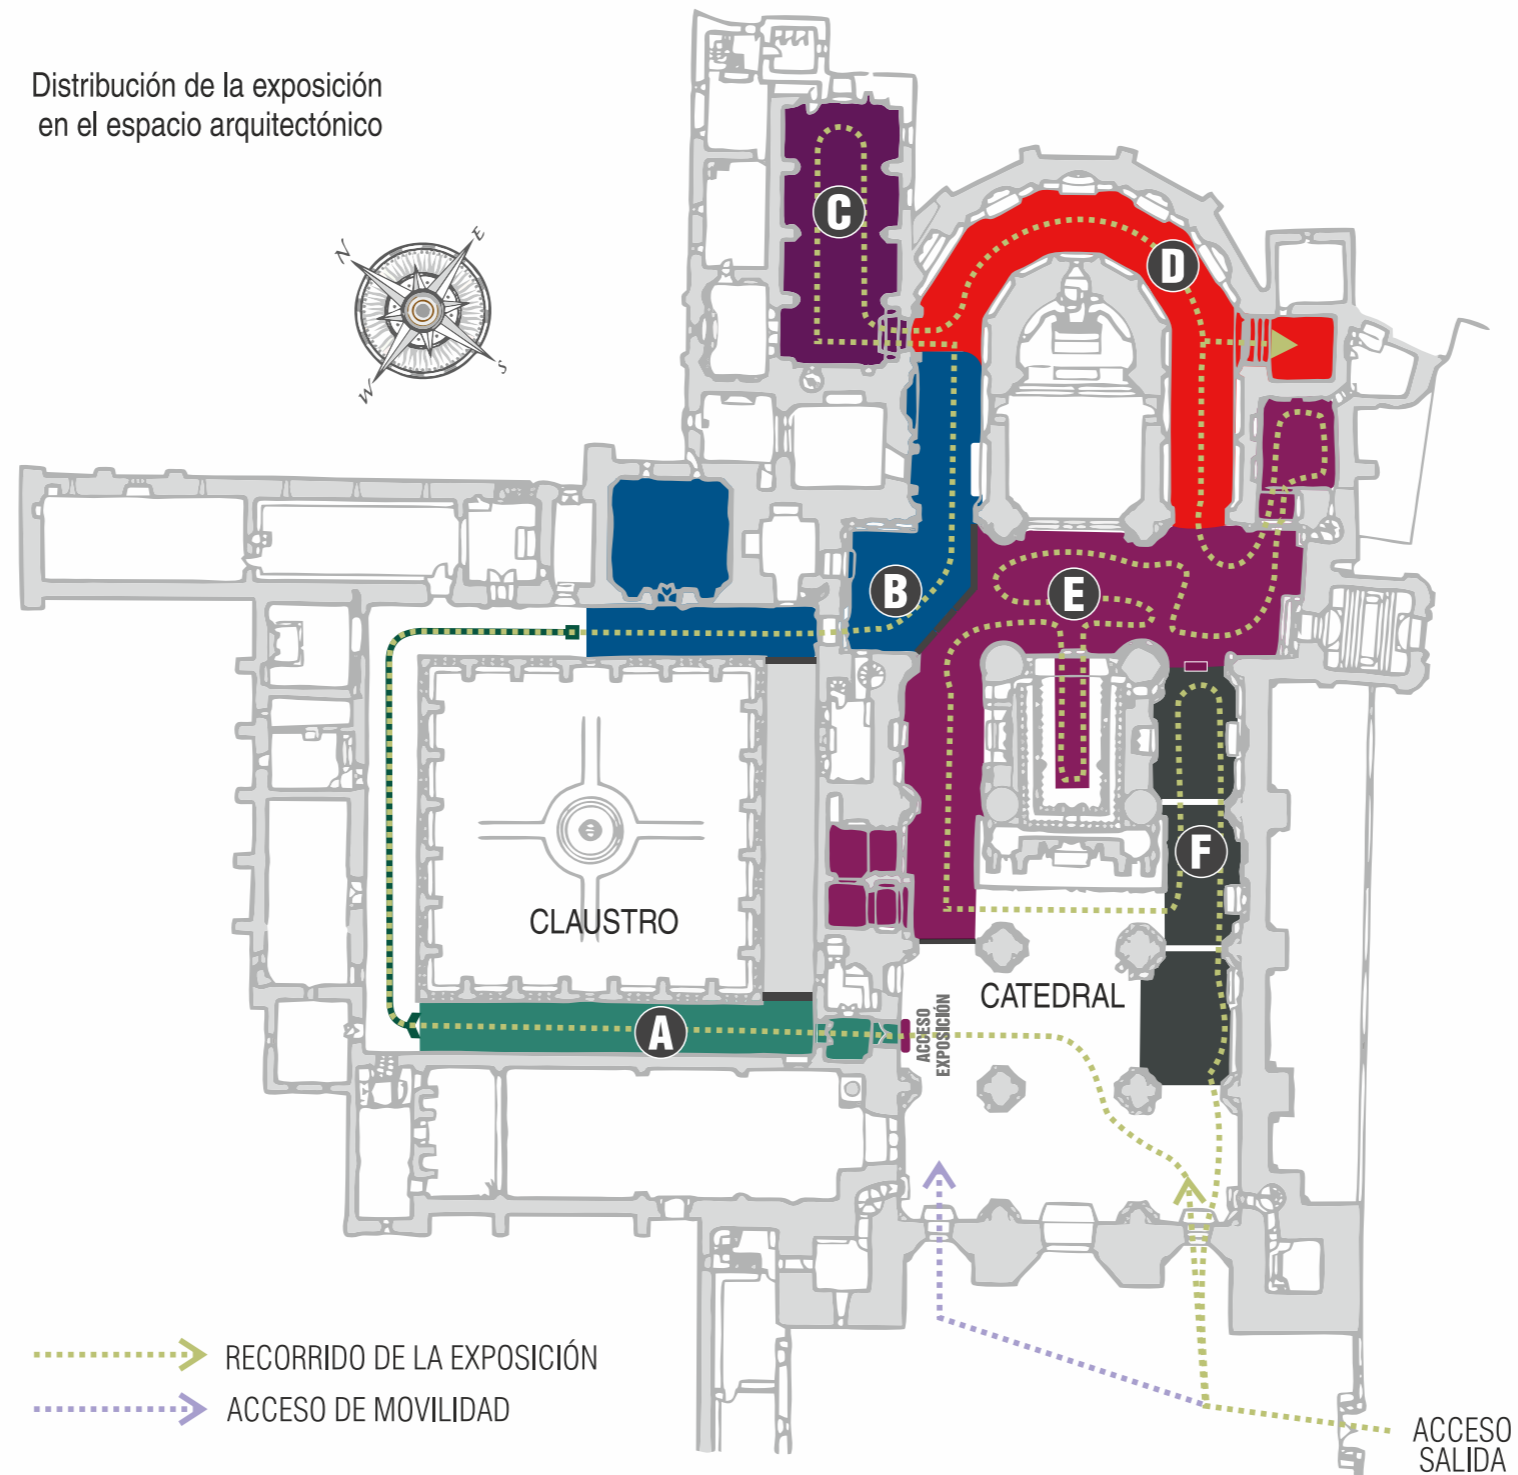 Distribución de la exposición
en el espacio arquitectónico
N
E
W
S
C
D
B
E
A
F
CLAUSTRO
CATEDRAL
ACCESO
EXPOSICIÓN
RECORRIDO DE LA EXPOSICIÓN
ACCESO DE MOVILIDAD
ACCESO
SALIDA